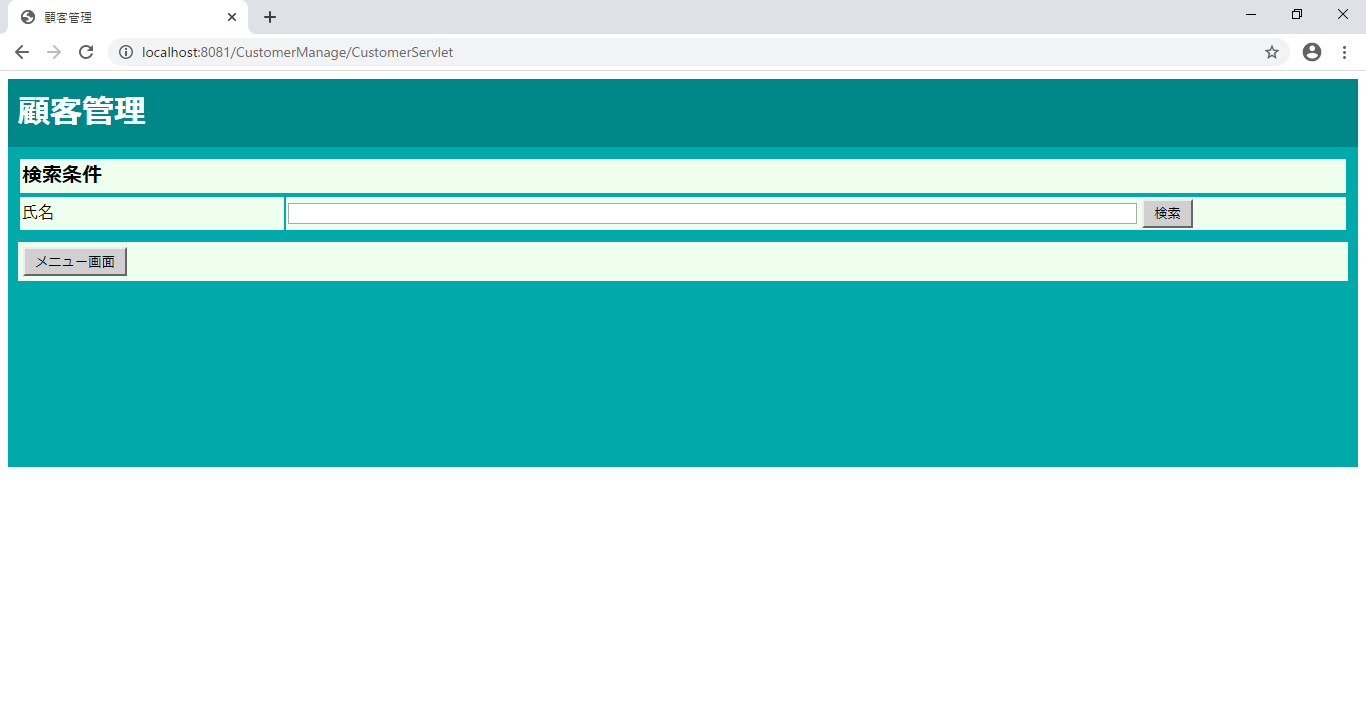 顧客管理
localhost:8081/CustomerManage/CustomerServlet
顧客管理
検索条件
氏名 検索
メニュー画面